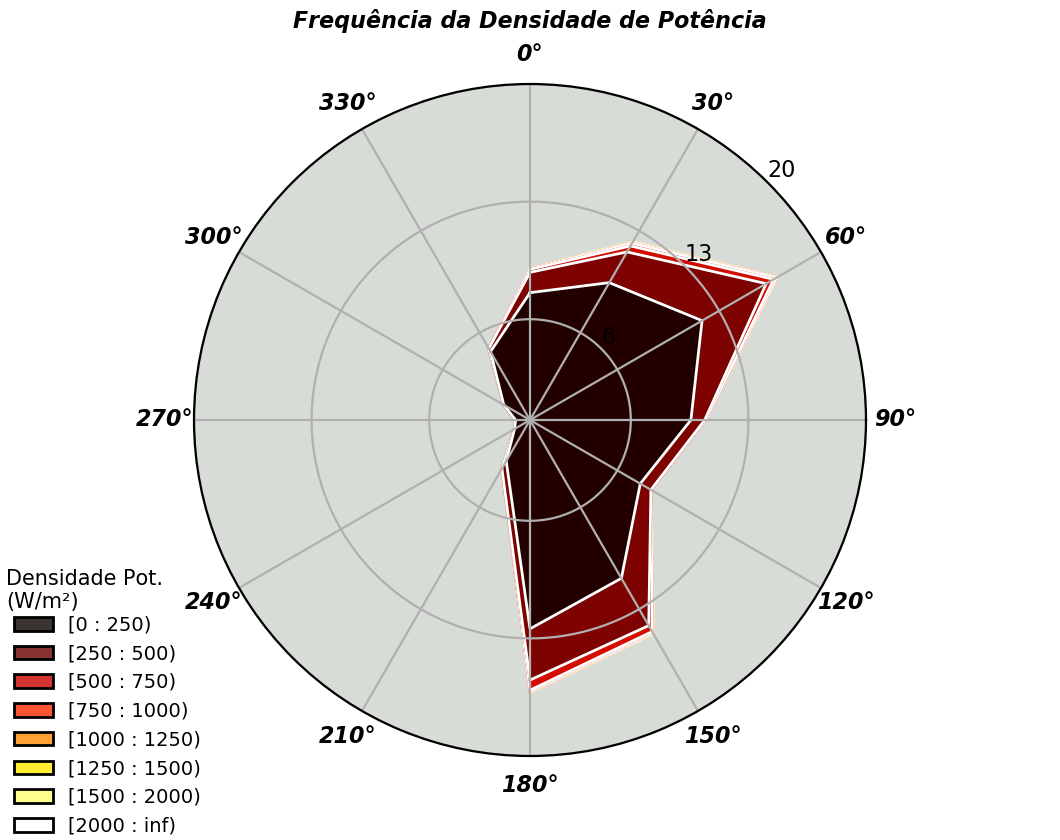 Frequência da Densidade de Potência
0°
330°
30°
20
300°
60°
13
6
270°
90°
240°
120°
210°
150°
180°
Densidade Pot.
(W/m²)
[0 : 250)
[250 : 500)
[500 : 750)
[750 : 1000)
[1000 : 1250)
[1250 : 1500)
[1500 : 2000)
[2000 : inf)